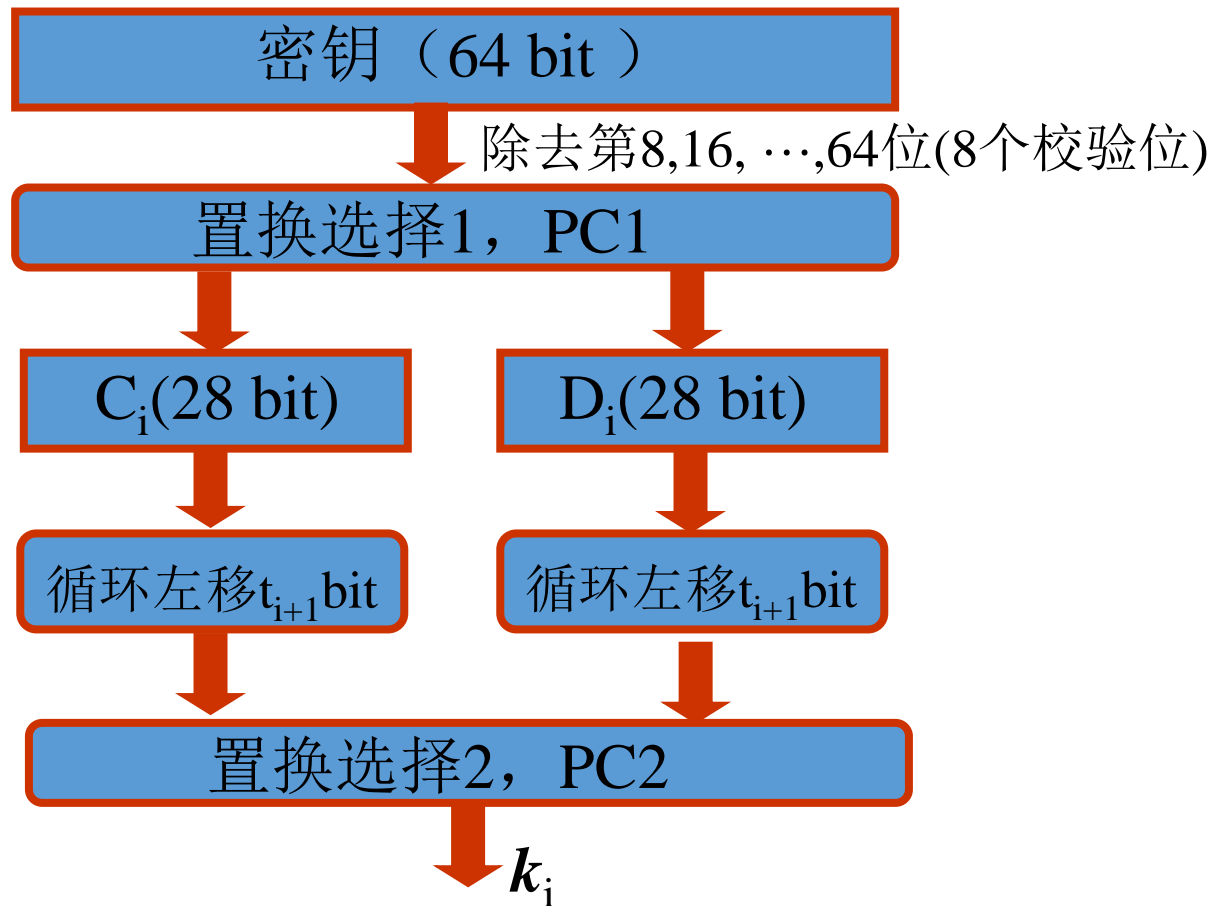 密钥（64 bit ）
除去第8,16, …,64位(8个校验位)
置换选择1，PC1
Ci(28 bit)
Di(28 bit)
循环左移ti+1bit
循环左移ti+1bit
置换选择2，PC2
ki